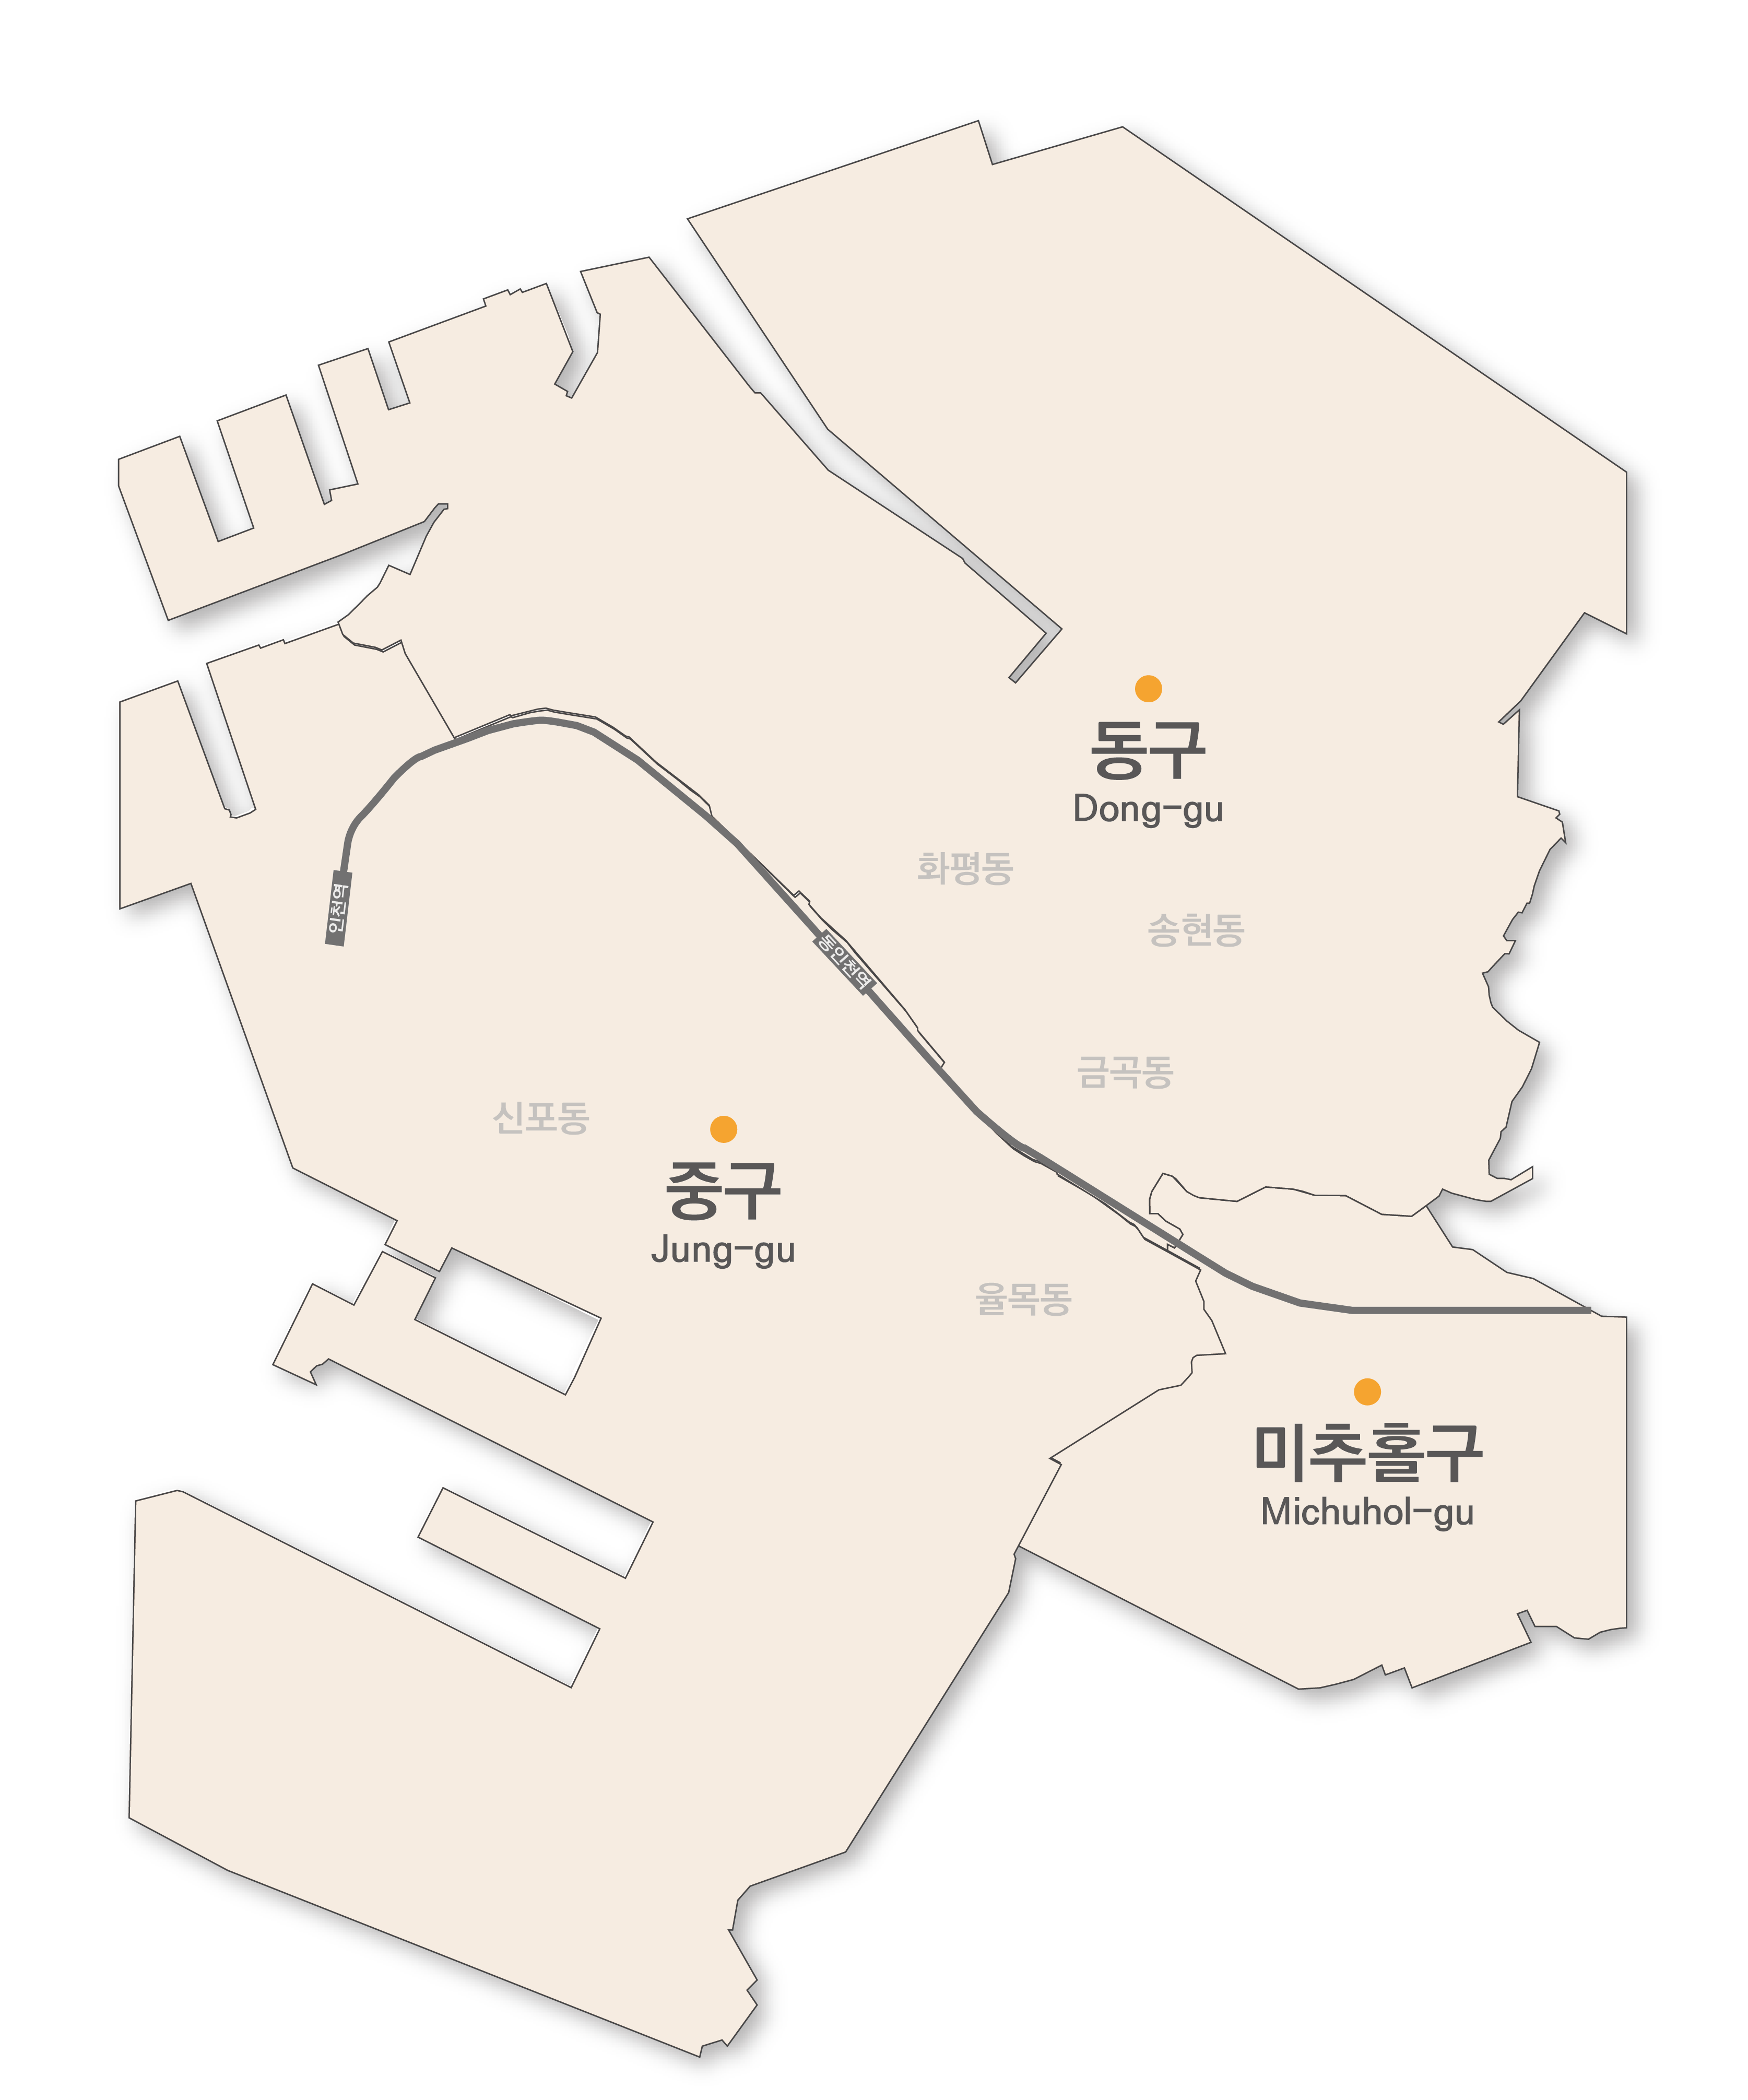 동구
Dong-gu
화평동
송현동
인천역
동인천역
금곡동
신포동
중구
Jung-gu
율목동
미추홀구
Michuhol-gu